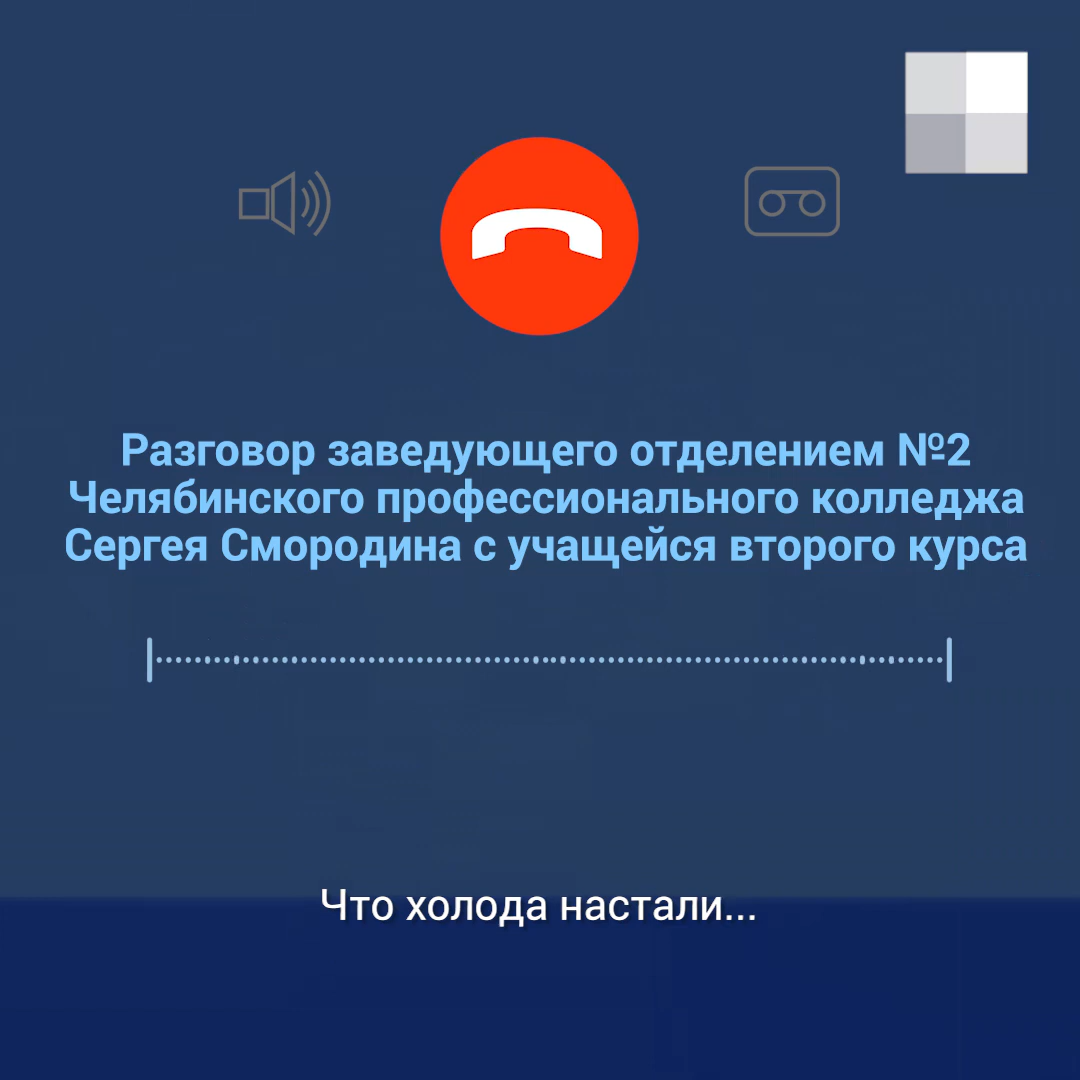 Разговор заведующего отделением №2
Челябинского профессионального колледжа
Сергея Смородина с учащейся второго курса
Что холода настали...